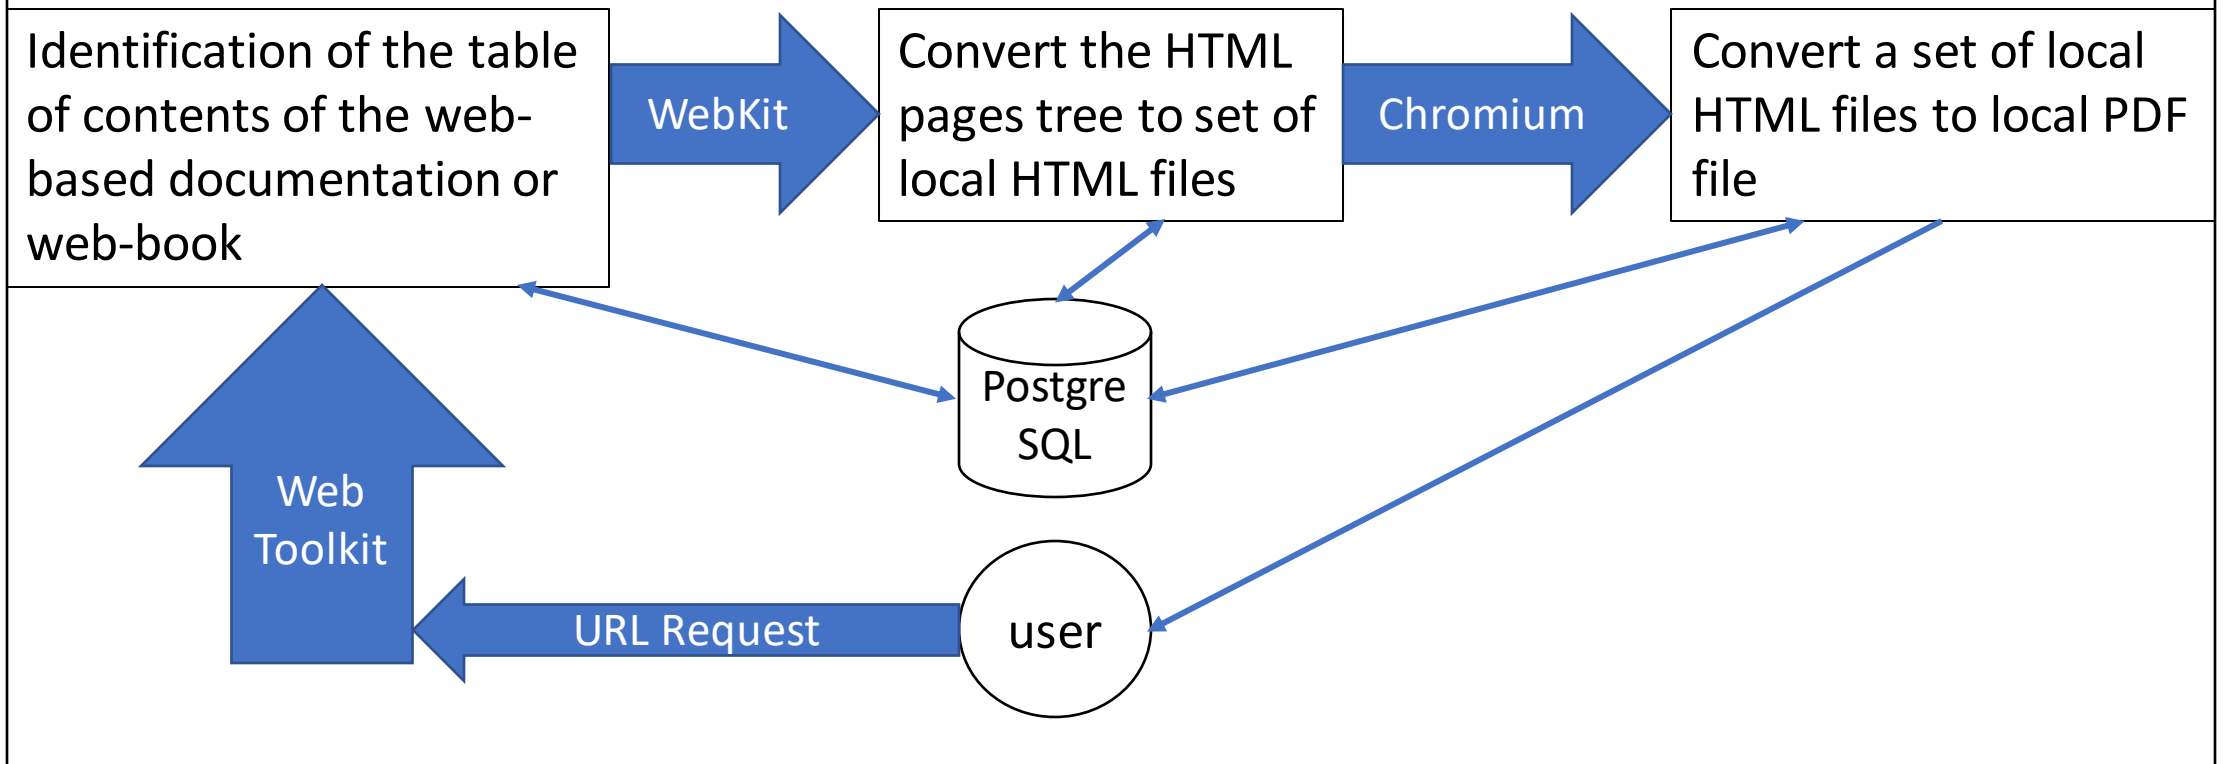 Identification of the table
of contents of the web-
based documentation or
web-book
WebKit
Convert the HTML
pages tree to set of
local HTML files
Chromium
Convert a set of local
HTML files to local PDF
file
Postgre
SQL
Web
Toolkit
URL Request
user